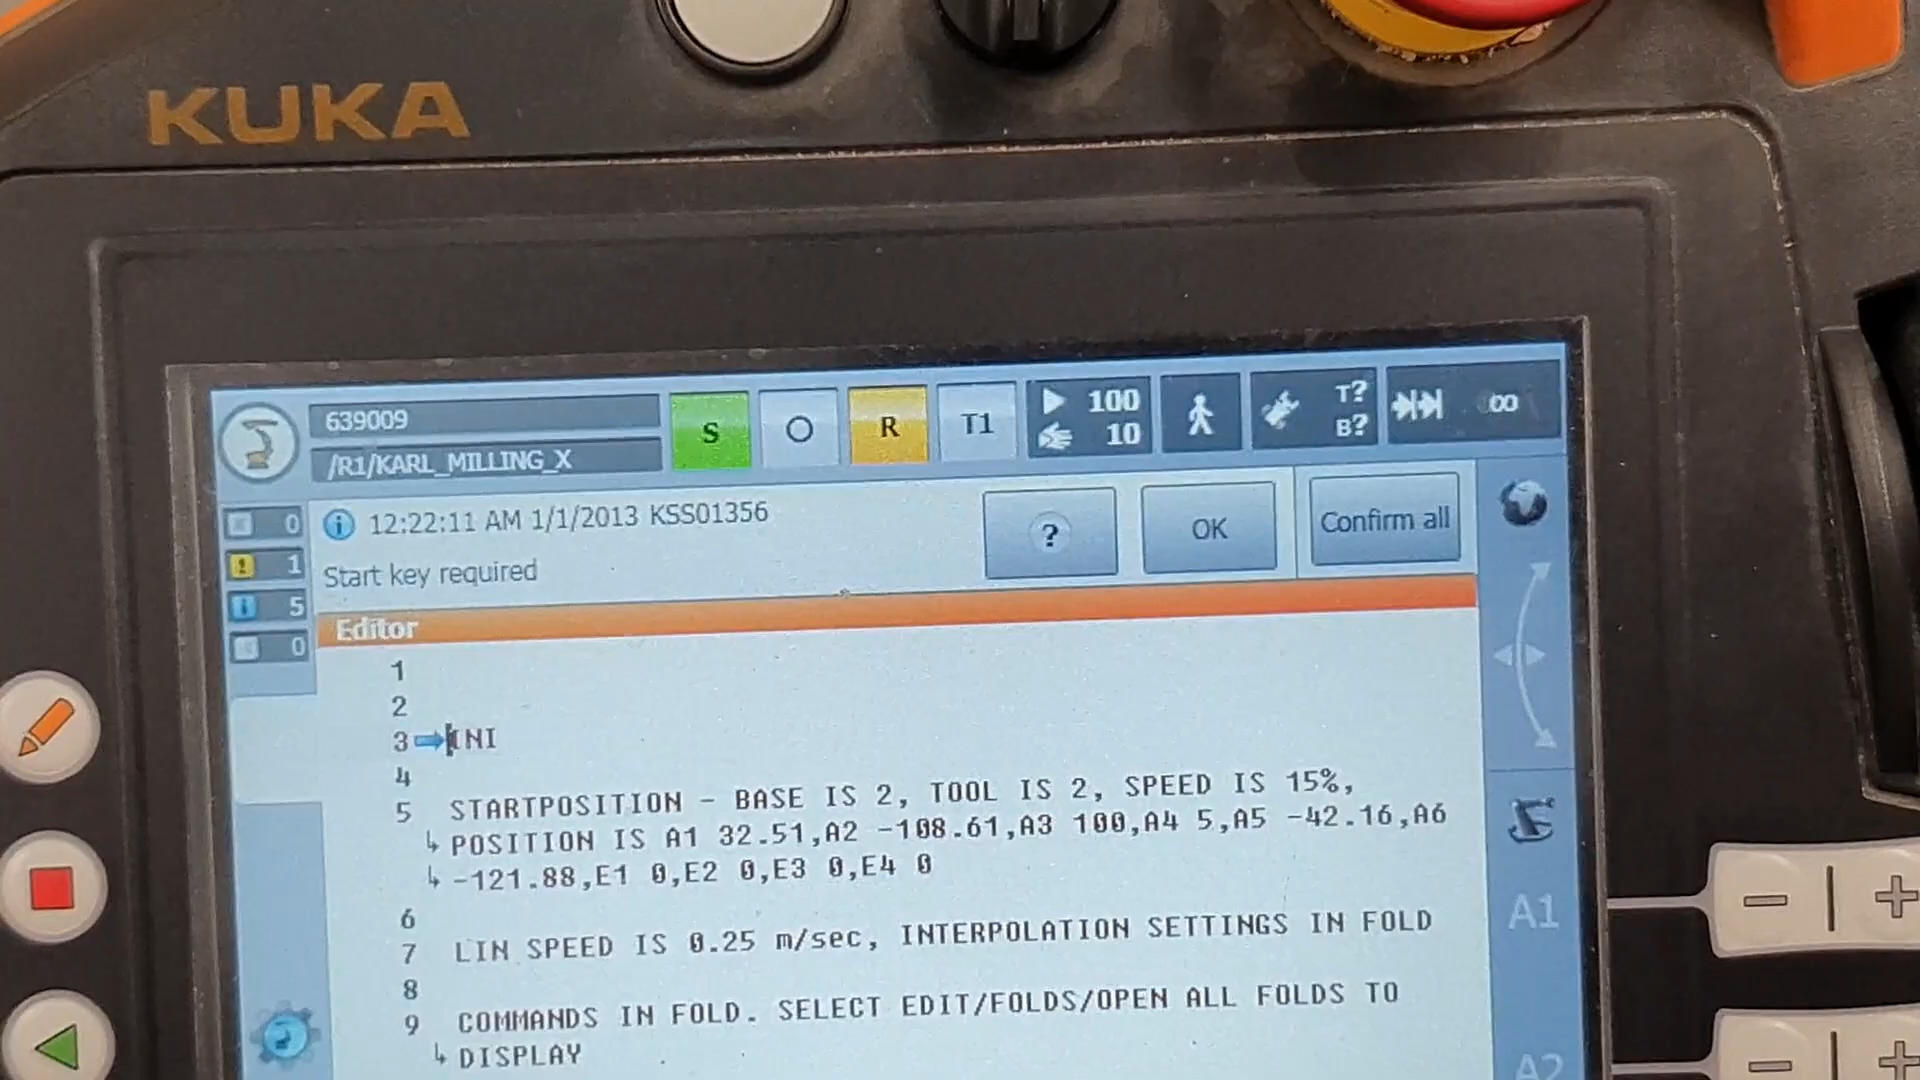 KUKA
639009
/R1/KARL_MILLING_X
S
R
T1
100
10
T?
B?
∞
0
1
5
0
12:22:11 AM 1/1/2013 KSS01356
Start key required
?
OK
Confirm all
Editor
1
2
3 INI
4
5 STARTPOSITION - BASE IS 2, TOOL IS 2, SPEED IS 15%,
POSITION IS A1 32.51,A2 -108.61,A3 100,A4 5,A5 -42.16,A6
-121.88,E1 0,E2 0,E3 0,E4 0
6
7 LIN SPEED IS 0.25 m/sec, INTERPOLATION SETTINGS IN FOLD
8
9 COMMANDS IN FOLD. SELECT EDIT/FOLDS/OPEN ALL FOLDS TO
DISPLAY
A1
A2